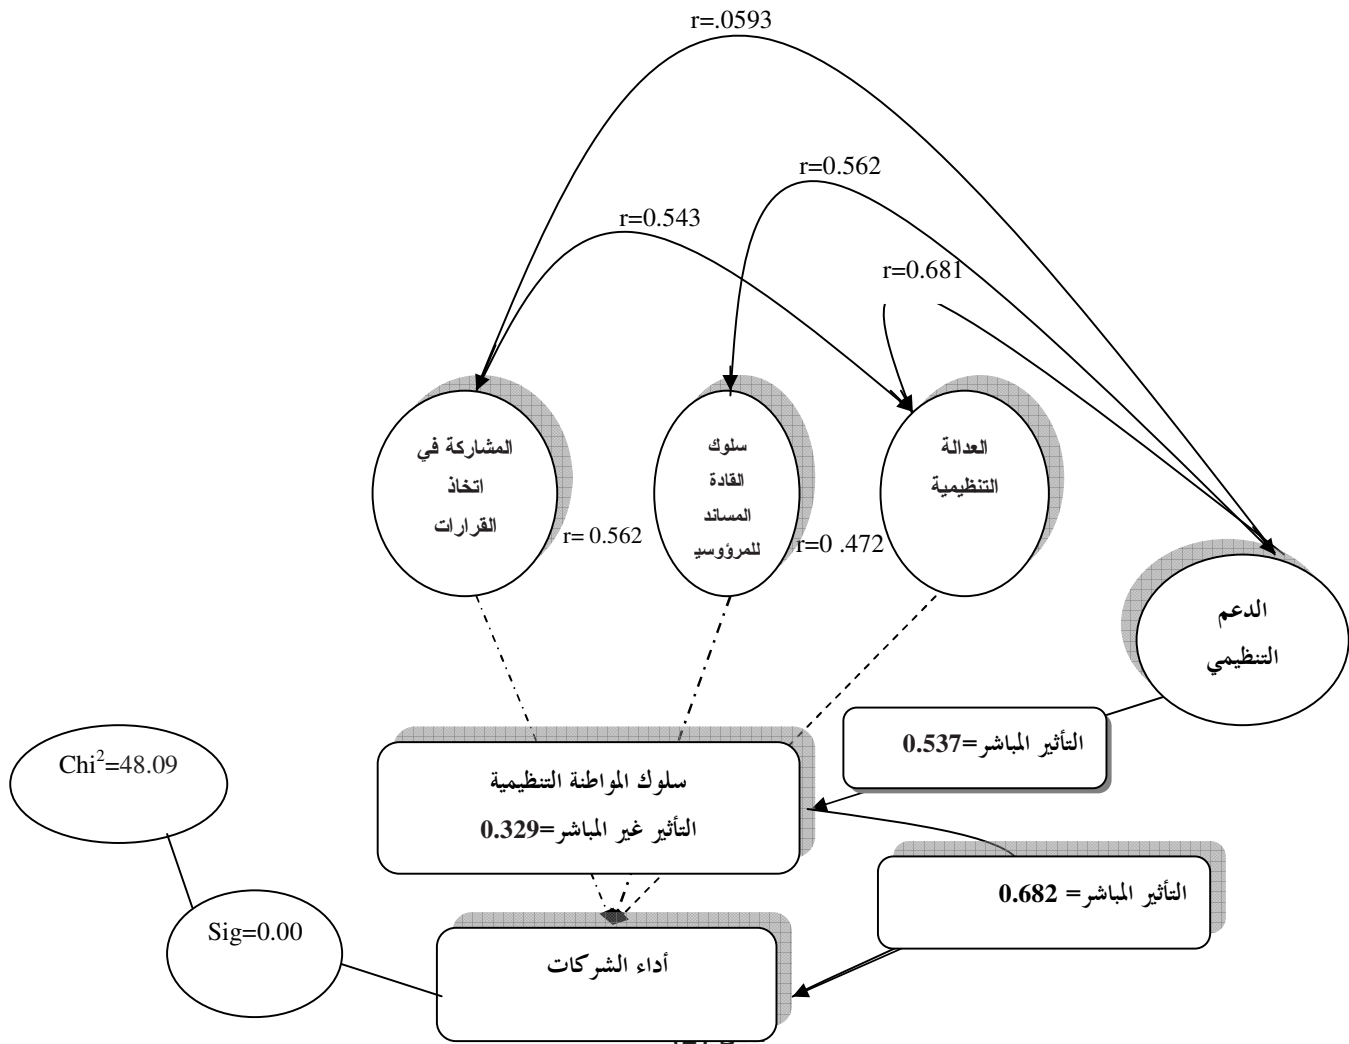 r=.0593
r=0.562
r=0.543
r=0.681
المشاركة في
اتخاذ
القرارات
سلوك
القادة
المساند
للمرؤوسي
العدالة
التنظيمية
r= 0.562
r=0 .472
الدعم
التنظيمي
التأثير المباشر=0.537
Chi²=48.09
سلوك المواطنة التنظيمية
التأثير غير المباشر=0.329
التأثير المباشر= 0.682
Sig=0.00
أداء الشركات